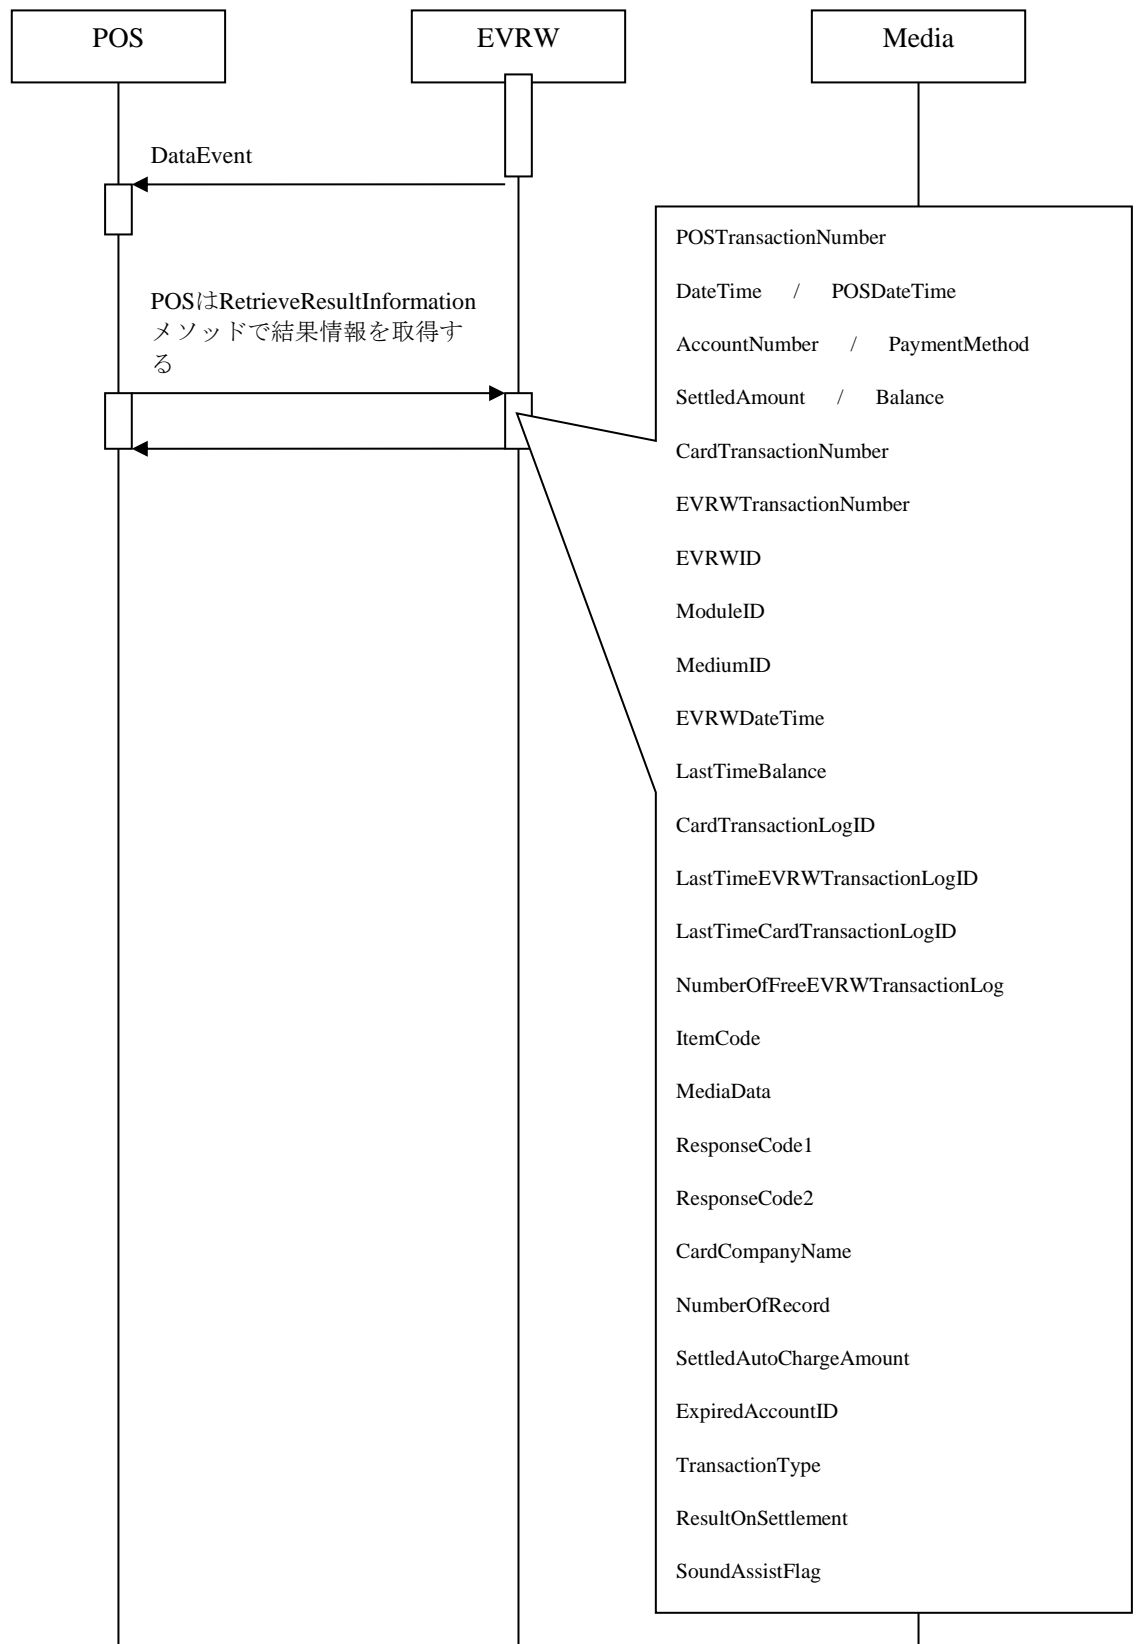 POS
EVRW
Media
DataEvent
POSはRetrieveResultInformation
メソッドで結果情報を取得す
る
POSTransactionNumber
DateTime / POSDateTime
AccountNumber / PaymentMethod
SettledAmount / Balance
CardTransactionNumber
EVRWTransactionNumber
EVRWID
ModuleID
MediumID
EVRWDateTime
LastTimeBalance
CardTransactionLogID
LastTimeEVRWTransactionLogID
LastTimeCardTransactionLogID
NumberOfFreeEVRWTransactionLog
ItemCode
MediaData
ResponseCode1
ResponseCode2
CardCompanyName
NumberOfRecord
SettledAutoChargeAmount
ExpiredAccountID
TransactionType
ResultOnSettlement
SoundAssistFlag